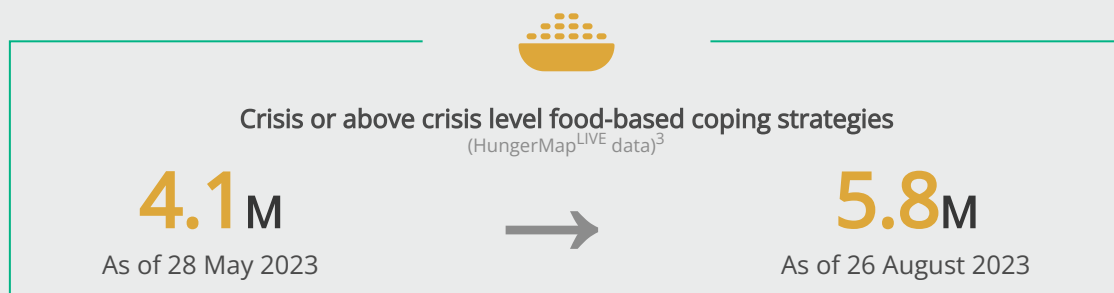 Crisis or above crisis level food-based coping strategies
(HungerMapLIVE data)3
4.1M
5.8M
As of 28 May 2023
As of 26 August 2023